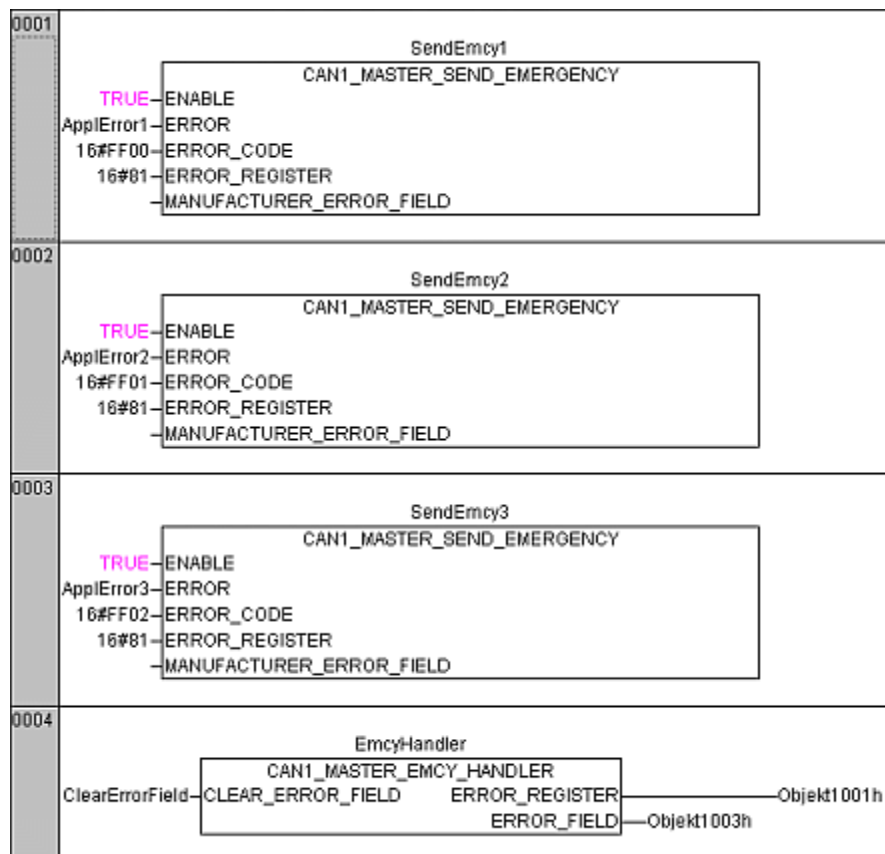 0001
SendEmcy1
CAN1_MASTER_SEND_EMERGENCY
TRUE ENABLE
ApplError1 ERROR
16#FF00 ERROR_CODE
16#81 ERROR_REGISTER
MANUFACTURER_ERROR_FIELD
0002
SendEmcy2
CAN1_MASTER_SEND_EMERGENCY
TRUE ENABLE
ApplError2 ERROR
16#FF01 ERROR_CODE
16#81 ERROR_REGISTER
MANUFACTURER_ERROR_FIELD
0003
SendEmcy3
CAN1_MASTER_SEND_EMERGENCY
TRUE ENABLE
ApplError3 ERROR
16#FF02 ERROR_CODE
16#81 ERROR_REGISTER
MANUFACTURER_ERROR_FIELD
0004
EmcyHandler
CAN1_MASTER_EMCY_HANDLER
ClearErrorField CLEAR_ERROR_FIELD ERROR_REGISTER Objekt1001h
ERROR_FIELD Objekt1003h